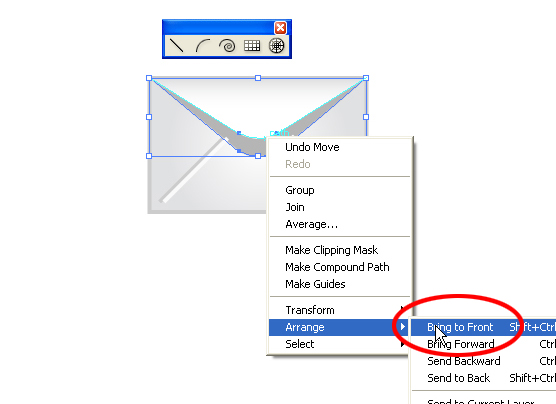 Undo Move
Redo
Group
Join
Average...
Make Clipping Mask
Make Compound Path
Make Guides
Transform
Arrange
Select
Bring to Front Shift+Ctrl
Bring Forward Ctrl
Send Backward Ctrl
Send to Back Shift+Ctrl
Send to Current Layer